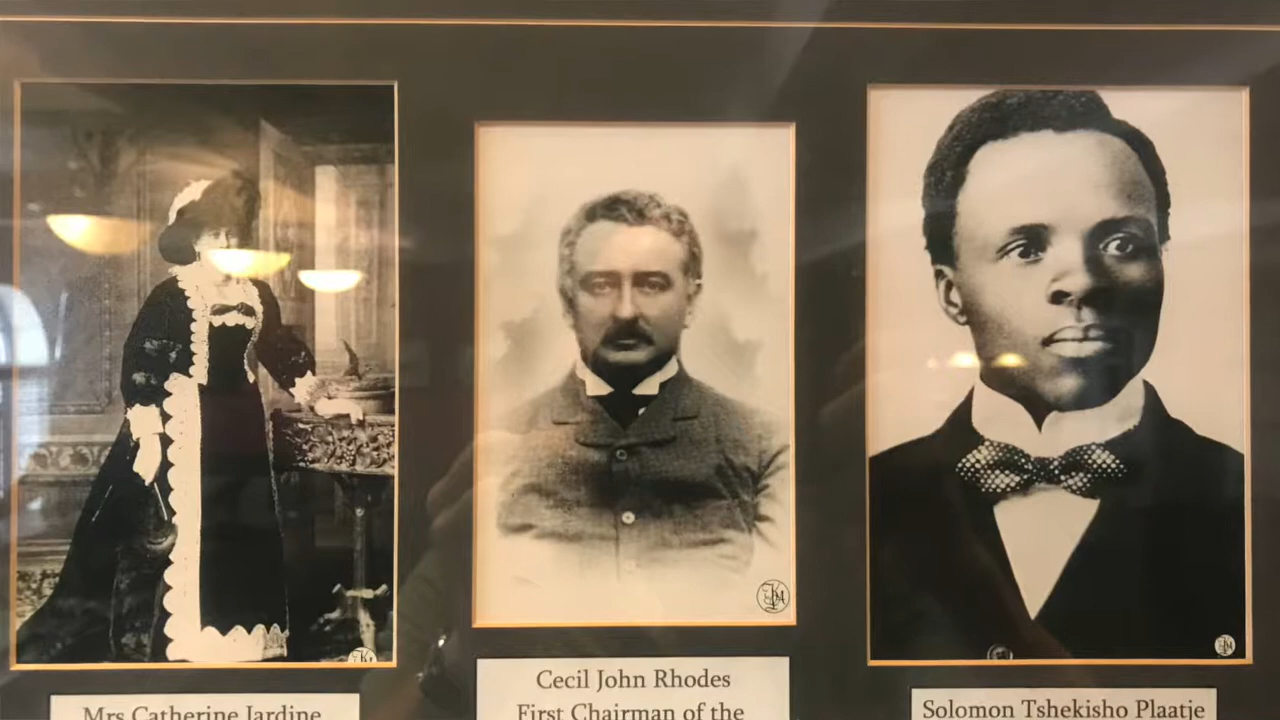 Mrs Catherine Jardine
Cecil John Rhodes
First Chairman of the
Solomon Tshekisho Plaatje